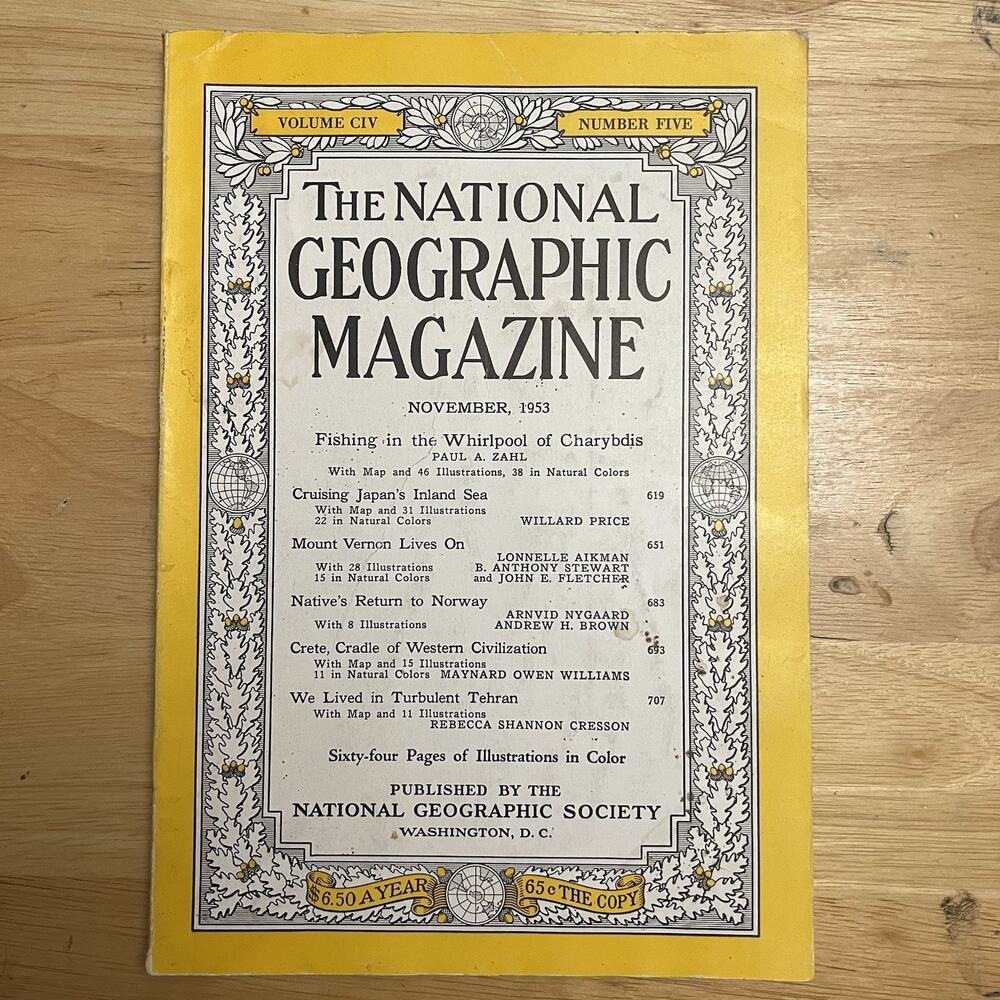 VOLUME CIV
NUMBER FIVE
THE NATIONAL
GEOGRAPHIC
MAGAZINE
NOVEMBER, 1953
Fishing in the Whirlpool of Charybdis
PAUL A. ZAHL
With Map and 46 Illustrations, 38 in Natural Colors
Cruising Japan's Inland Sea 619
With Map and 31 Illustrations
22 in Natural Colors WILLARD PRICE
Mount Vernon Lives On 651
LONNELLE AIKMAN
With 28 Illustrations B. ANTHONY STEWART
15 in Natural Colors and JOHN E. FLETCHER
Native's Return to Norway 683
ARNVID NYGAARD
With 8 Illustrations ANDREW H. BROWN
Crete, Cradle of Western Civilization 693
With Map and 15 Illustrations
11 in Natural Colors MAYNARD OWEN WILLIAMS
We Lived in Turbulent Tehran 707
With Map and 11 Illustrations
REBECCA SHANNON CRESSON
Sixty-four Pages of Illustrations in Color
PUBLISHED BY THE
NATIONAL GEOGRAPHIC SOCIETY
WASHINGTON, D. C.
$6.50 A YEAR
65c THE COPY